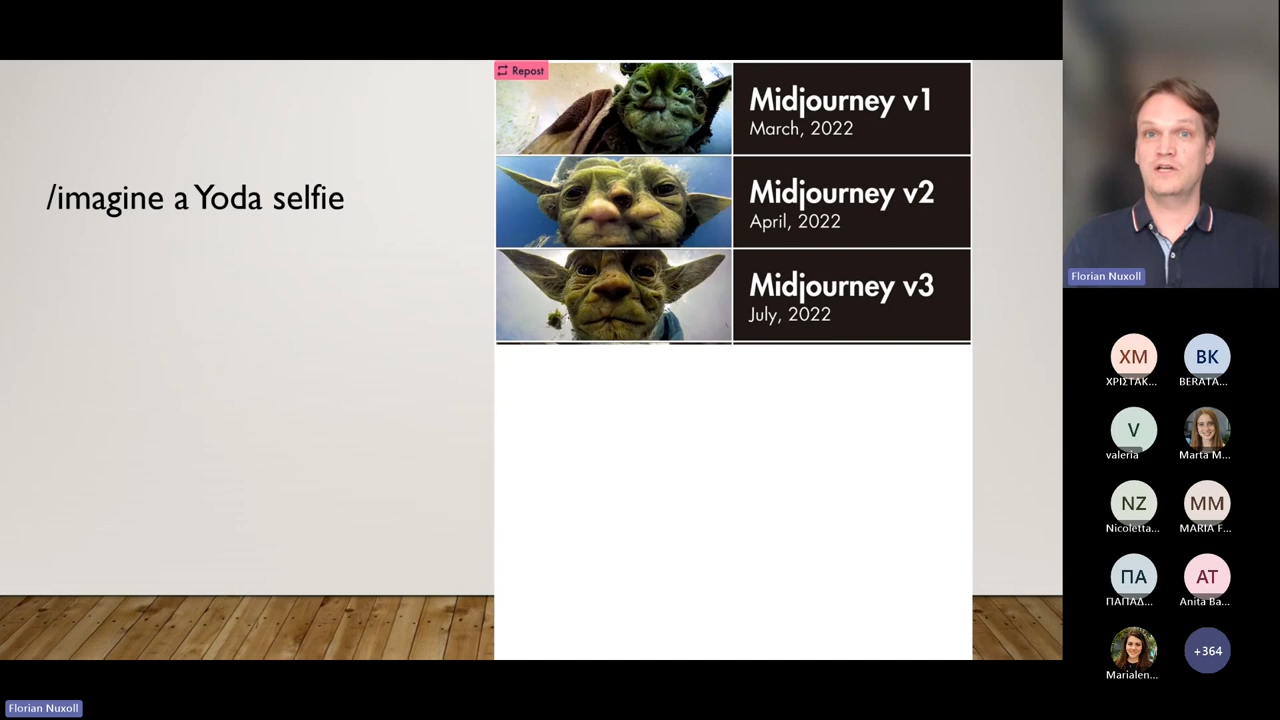 Repost
/imagine a Yoda selfie
Midjourney v1
March, 2022
Midjourney v2
April, 2022
Midjourney v3
July, 2022
Florian Nuxoll
XM
ΧΡΙΣΤΑΚ...
BK
BERATA...
V
valeria
Marta M...
NZ
Nicoletta...
MM
MARIA F...
ΠΑ
ΠΑΠΑΔ...
AT
Anita Ba...
Marialen...
+364
Florian Nuxoll